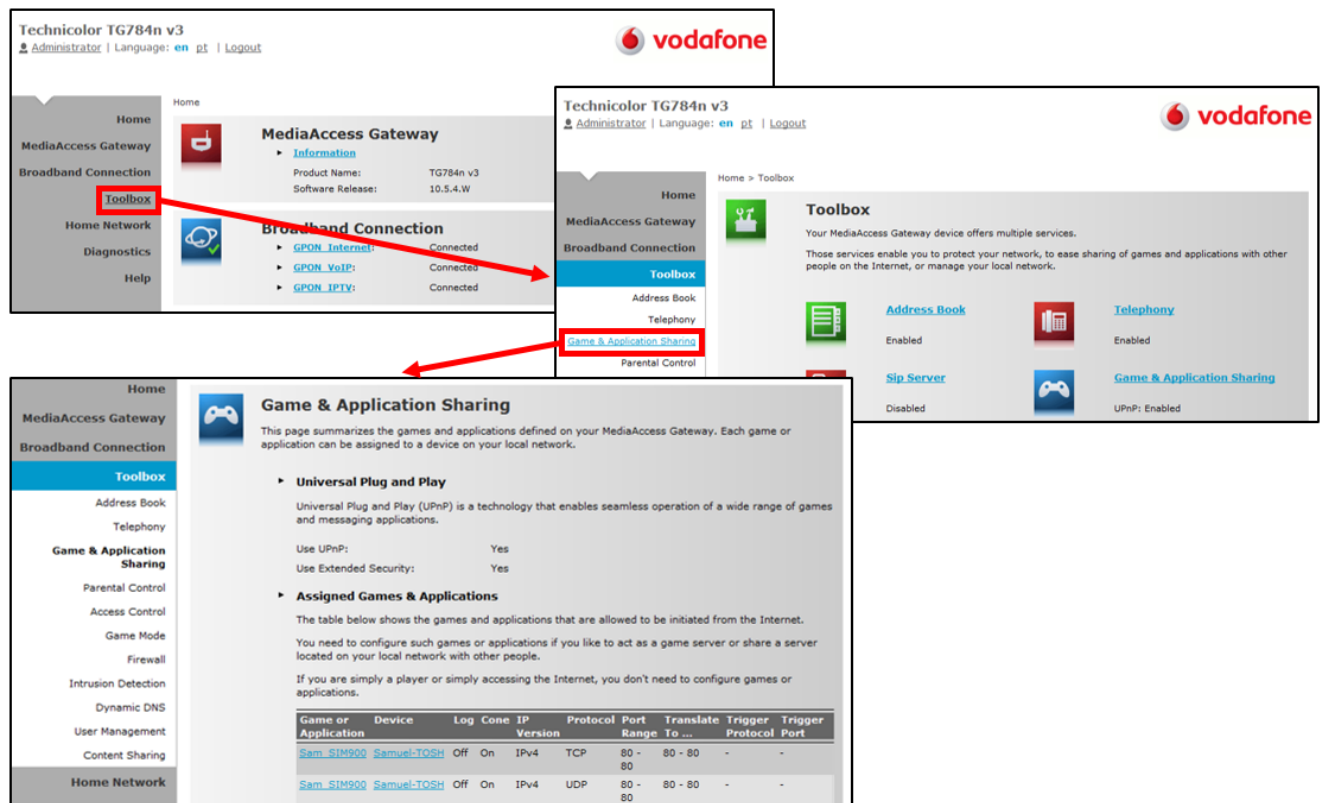 Technicolor TG784n v3
Administrator | Language: en pt | Logout
vodafone
Home
MediaAccess Gateway
Broadband Connection
Toolbox
Home Network
Diagnostics
Help
Home
MediaAccess Gateway
Information
Product Name: TG784n v3
Software Release: 10.5.4.W
Broadband Connection
GPON_Internet: Connected
GPON_VoIP: Connected
GPON_IPTV: Connected
Technicolor TG784n v3
Administrator | Language: en pt | Logout
vodafone
Home
MediaAccess Gateway
Broadband Connection
Toolbox
Address Book
Telephony
Game & Application Sharing
Parental Control
Home > Toolbox
Toolbox
Your MediaAccess Gateway device offers multiple services.
Those services enable you to protect your network, to ease sharing of games and applications with other
people on the Internet, or manage your local network.
Address Book Telephony
Enabled Enabled
Sip Server Game & Application Sharing
Disabled UPnP: Enabled
Home
MediaAccess Gateway
Broadband Connection
Toolbox
Address Book
Telephony
Game & Application
Sharing
Parental Control
Access Control
Game Mode
Firewall
Intrusion Detection
Dynamic DNS
User Management
Content Sharing
Home Network
Game & Application Sharing
This page summarizes the games and applications defined on your MediaAccess Gateway. Each game or
application can be assigned to a device on your local network.
Universal Plug and Play
Universal Plug and Play (UPnP) is a technology that enables seamless operation of a wide range of games
and messaging applications.
Use UPnP: Yes
Use Extended Security: Yes
Assigned Games & Applications
The table below shows the games and applications that are allowed to be initiated from the Internet.
You need to configure such games or applications if you like to act as a game server or share a server
located on your local network with other people.
If you are simply a player or simply accessing the Internet, you don't need to configure games or
applications.
Game or Device Log Cone IP Protocol Port Translate Trigger Trigger
Application Version Range To ... Protocol Port
Sam_SIM900 Samuel-TOSH Off On IPv4 TCP 80 - 80 - 80 - -
80
Sam_SIM900 Samuel-TOSH Off On IPv4 UDP 80 - 80 - 80 - -
80